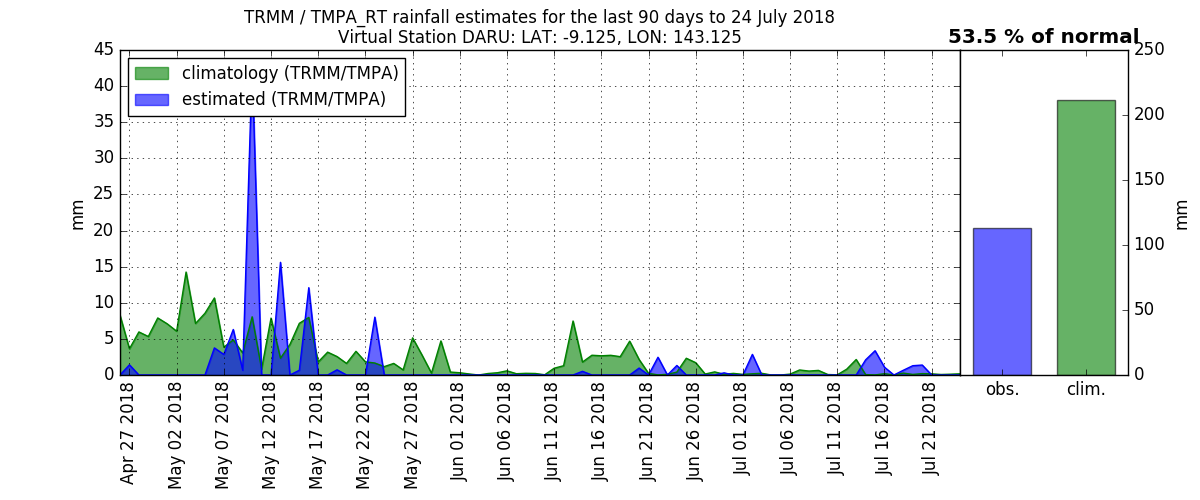 TRMM / TMPA_RT rainfall estimates for the last 90 days to 24 July 2018
Virtual Station DARU: LAT: -9.125, LON: 143.125
53.5 % of normal
climatology (TRMM/TMPA)
estimated (TRMM/TMPA)
45
40
35
30
25
20
15
10
5
0
mm
Apr 27 2018
May 02 2018
May 07 2018
May 12 2018
May 17 2018
May 22 2018
May 27 2018
Jun 01 2018
Jun 06 2018
Jun 11 2018
Jun 16 2018
Jun 21 2018
Jun 26 2018
Jul 01 2018
Jul 06 2018
Jul 11 2018
Jul 16 2018
Jul 21 2018
obs.
clim.
250
200
150
100
50
0
mm